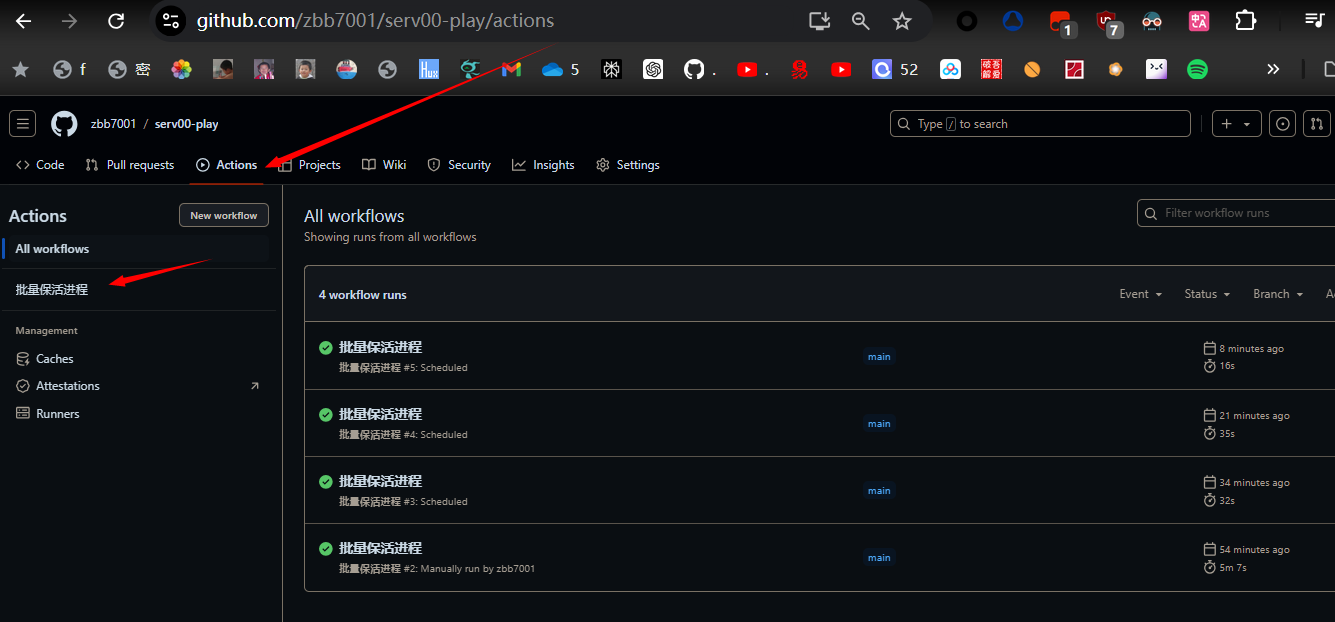 github.com/zbb7001/serv00-play/actions
1
7
f
密
Hux
5
.
.
52
破吾解爱
zbb7001 / serv00-play
Type / to search
Code
Pull requests
Actions
Projects
Wiki
Security
Insights
Settings
Actions
New workflow
All workflows
批量保活进程
Management
Caches
Attestations
Runners
All workflows
Showing runs from all workflows
Filter workflow runs
4 workflow runs
Event
Status
Branch
批量保活进程
批量保活进程 #5: Scheduled
main
8 minutes ago
16s
批量保活进程
批量保活进程 #4: Scheduled
main
21 minutes ago
35s
批量保活进程
批量保活进程 #3: Scheduled
main
34 minutes ago
32s
批量保活进程
批量保活进程 #2: Manually run by zbb7001
main
54 minutes ago
5m 7s